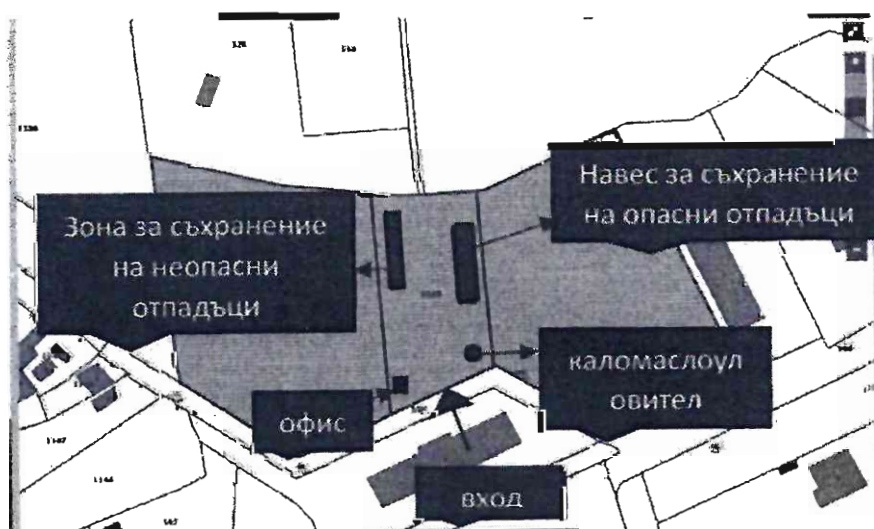 Навес за съхранение
на опасни отпадъци
Зона за съхранение
на неопасни
отпадъци
каломаслоул
овител
офис
вход